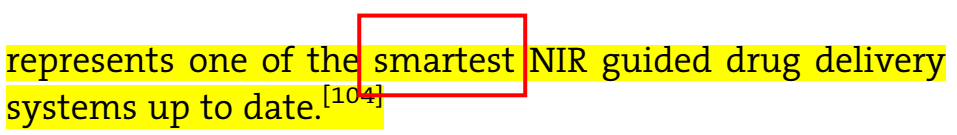 represents one of the smartest NIR guided drug delivery
systems up to date.[104]